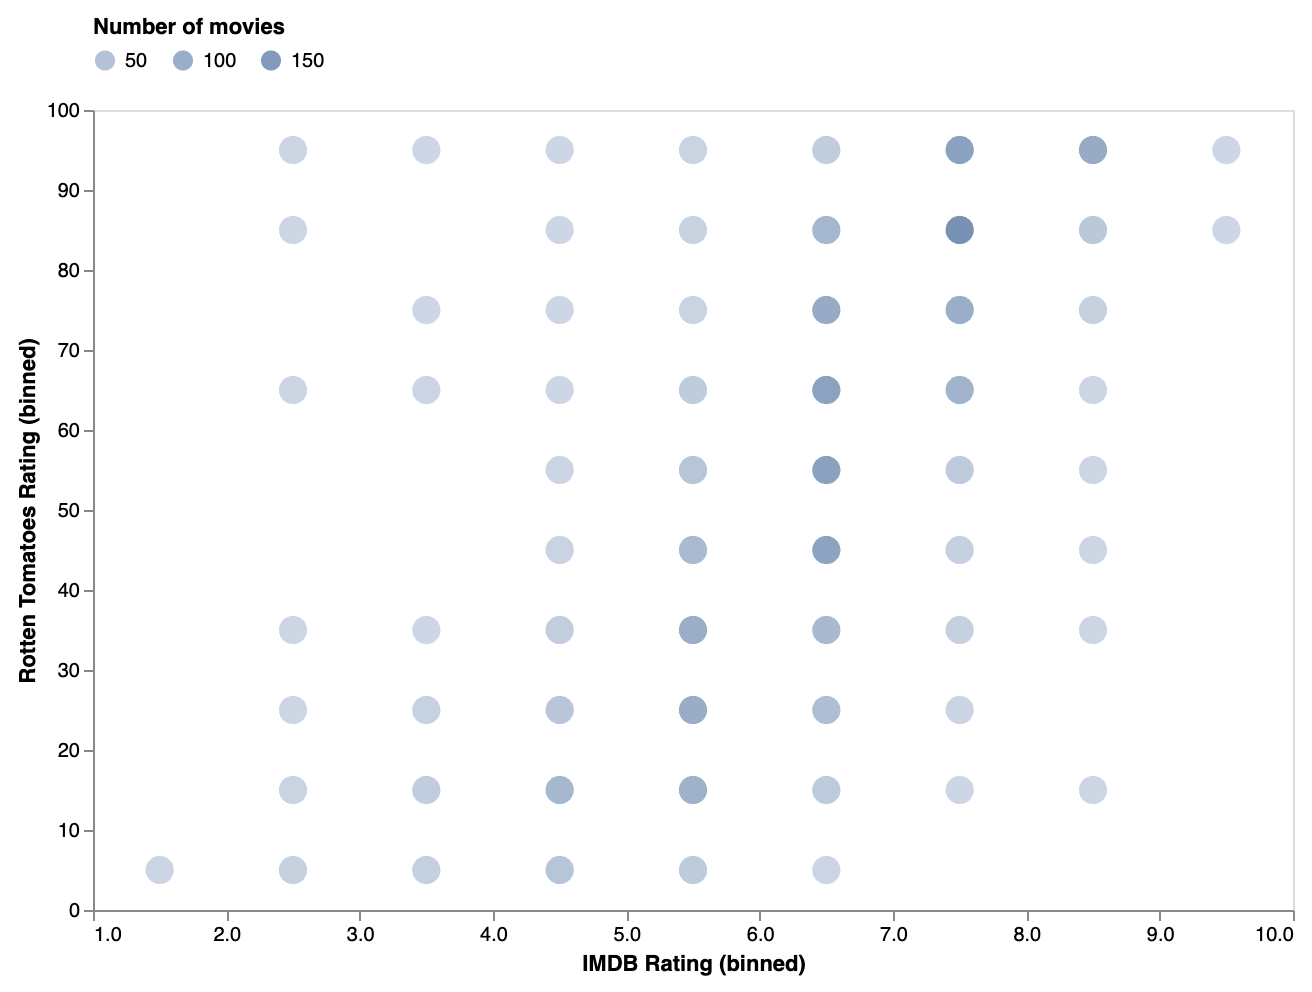 Number of movies
50 100 150
100
90
80
70
60
50
40
30
20
10
0
Rotten Tomatoes Rating (binned)
1.0 2.0 3.0 4.0 5.0 6.0 7.0 8.0 9.0 10.0
IMDB Rating (binned)